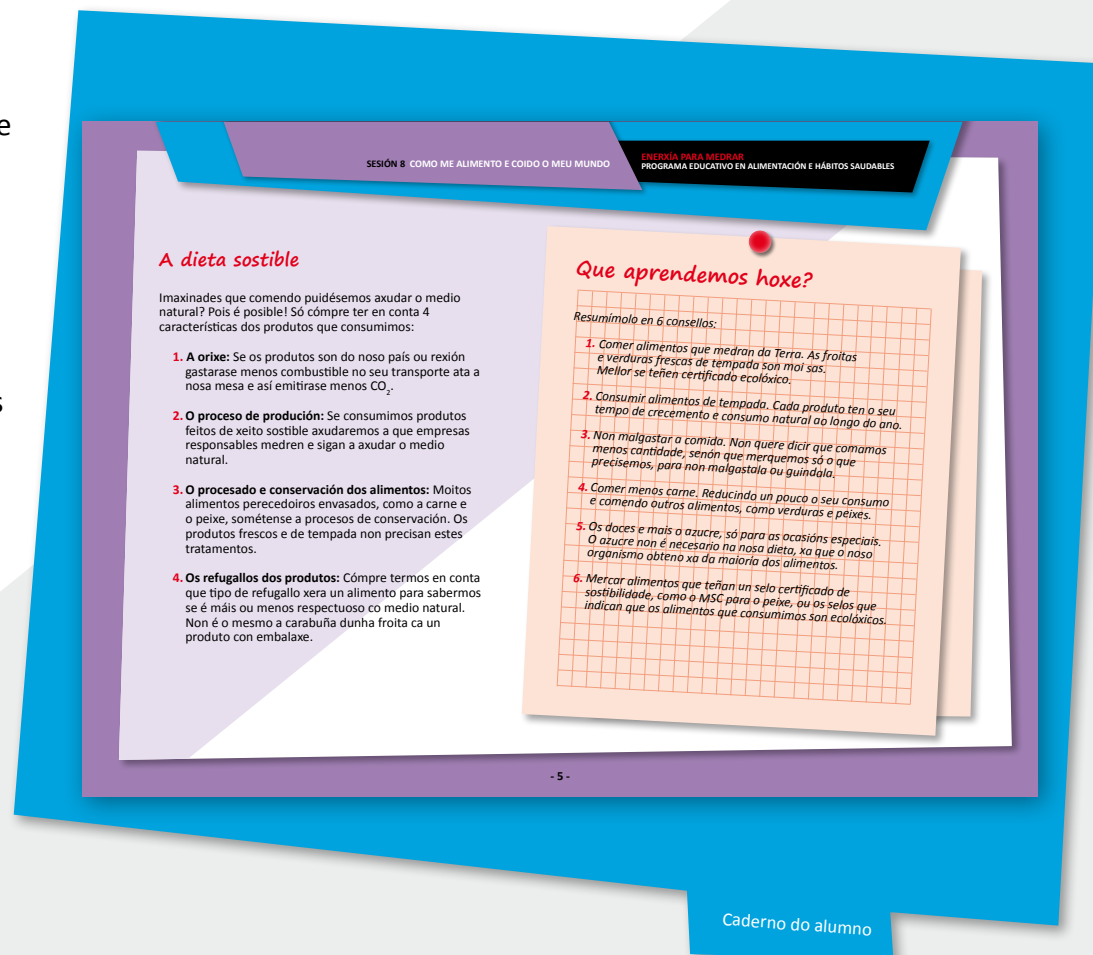 e
s
SESIÓN 8 COMO ME ALIMENTO E COIDO O MEU MUNDO
ENERXÍA PARA MEDRAR
PROGRAMA EDUCATIVO EN ALIMENTACIÓN E HÁBITOS SAUDABLES
A dieta sostible
Imaxinades que comendo puidésemos axudar o medio
natural? Pois é posible! Só cómpre ter en conta 4
características dos produtos que consumimos:
1. A orixe: Se os produtos son do noso país ou rexión
gastarase menos combustible no seu transporte ata a
nosa mesa e así emitirase menos CO₂.
2. O proceso de produción: Se consumimos produtos
feitos de xeito sostible axudaremos a que empresas
responsables medren e sigan a axudar o medio
natural.
3. O procesado e conservación dos alimentos: Moitos
alimentos perecedoiros envasados, como a carne e
o peixe, sométense a procesos de conservación. Os
produtos frescos e de tempada non precisan estes
tratamentos.
4. Os refugallos dos produtos: Cómpre termos en conta
que tipo de refugallo xera un alimento para sabermos
se é máis ou menos respectuoso co medio natural.
Non é o mesmo a carabuña dunha froita ca un
produto con embalaxe.
Que aprendemos hoxe?
Resumímolo en 6 consellos:
1. Comer alimentos que medran da Terra. As froitas
e verduras frescas de tempada son moi sas.
Mellor se teñen certificado ecolóxico.
2. Consumir alimentos de tempada. Cada produto ten o seu
tempo de crecemento e consumo natural ao longo do ano.
3. Non malgastar a comida. Non quere dicir que comamos
menos cantidade, senón que merquemos só o que
precisemos, para non malgastala ou guindala.
4. Comer menos carne. Reducindo un pouco o seu consumo
e comendo outros alimentos, como verduras e peixes.
5. Os doces e mais o azucre, só para as ocasións especiais.
O azucre non é necesario na nosa dieta, xa que o noso
organismo obteno xa da maioría dos alimentos.
6. Mercar alimentos que teñan un selo certificado de
sostibilidade, como o MSC para o peixe, ou os selos que
indican que os alimentos que consumimos son ecolóxicos.
- 5 -
Caderno do alumno